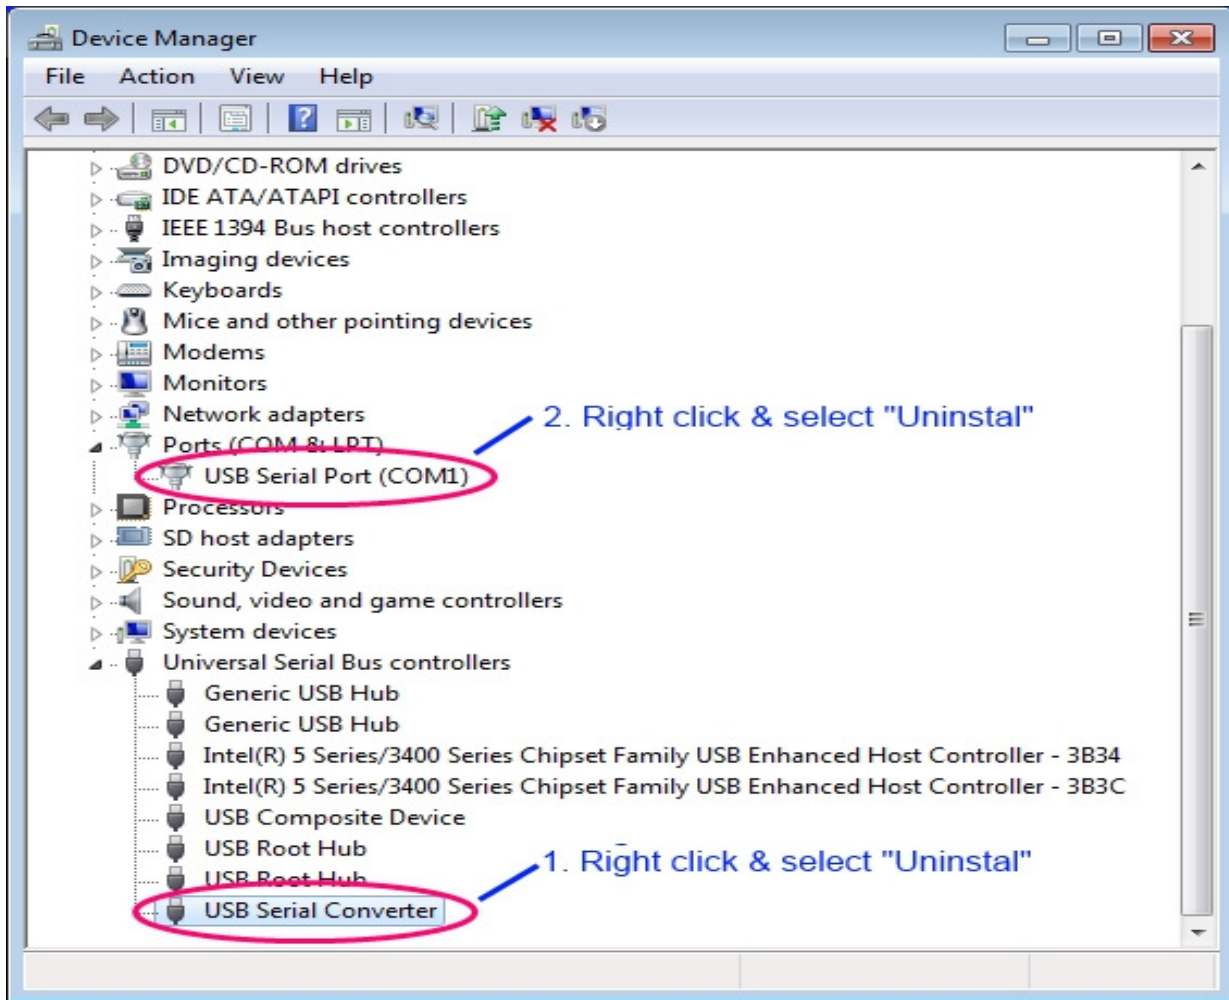 Device Manager
File Action View Help
DVD/CD-ROM drives
IDE ATA/ATAPI controllers
IEEE 1394 Bus host controllers
Imaging devices
Keyboards
Mice and other pointing devices
Modems
Monitors
Network adapters
2. Right click & select "Uninstal"
Ports (COM & LPT)
USB Serial Port (COM1)
Processors
SD host adapters
Security Devices
Sound, video and game controllers
System devices
Universal Serial Bus controllers
Generic USB Hub
Generic USB Hub
Intel(R) 5 Series/3400 Series Chipset Family USB Enhanced Host Controller - 3B34
Intel(R) 5 Series/3400 Series Chipset Family USB Enhanced Host Controller - 3B3C
USB Composite Device
USB Root Hub
1. Right click & select "Uninstal"
USB Root Hub
USB Serial Converter